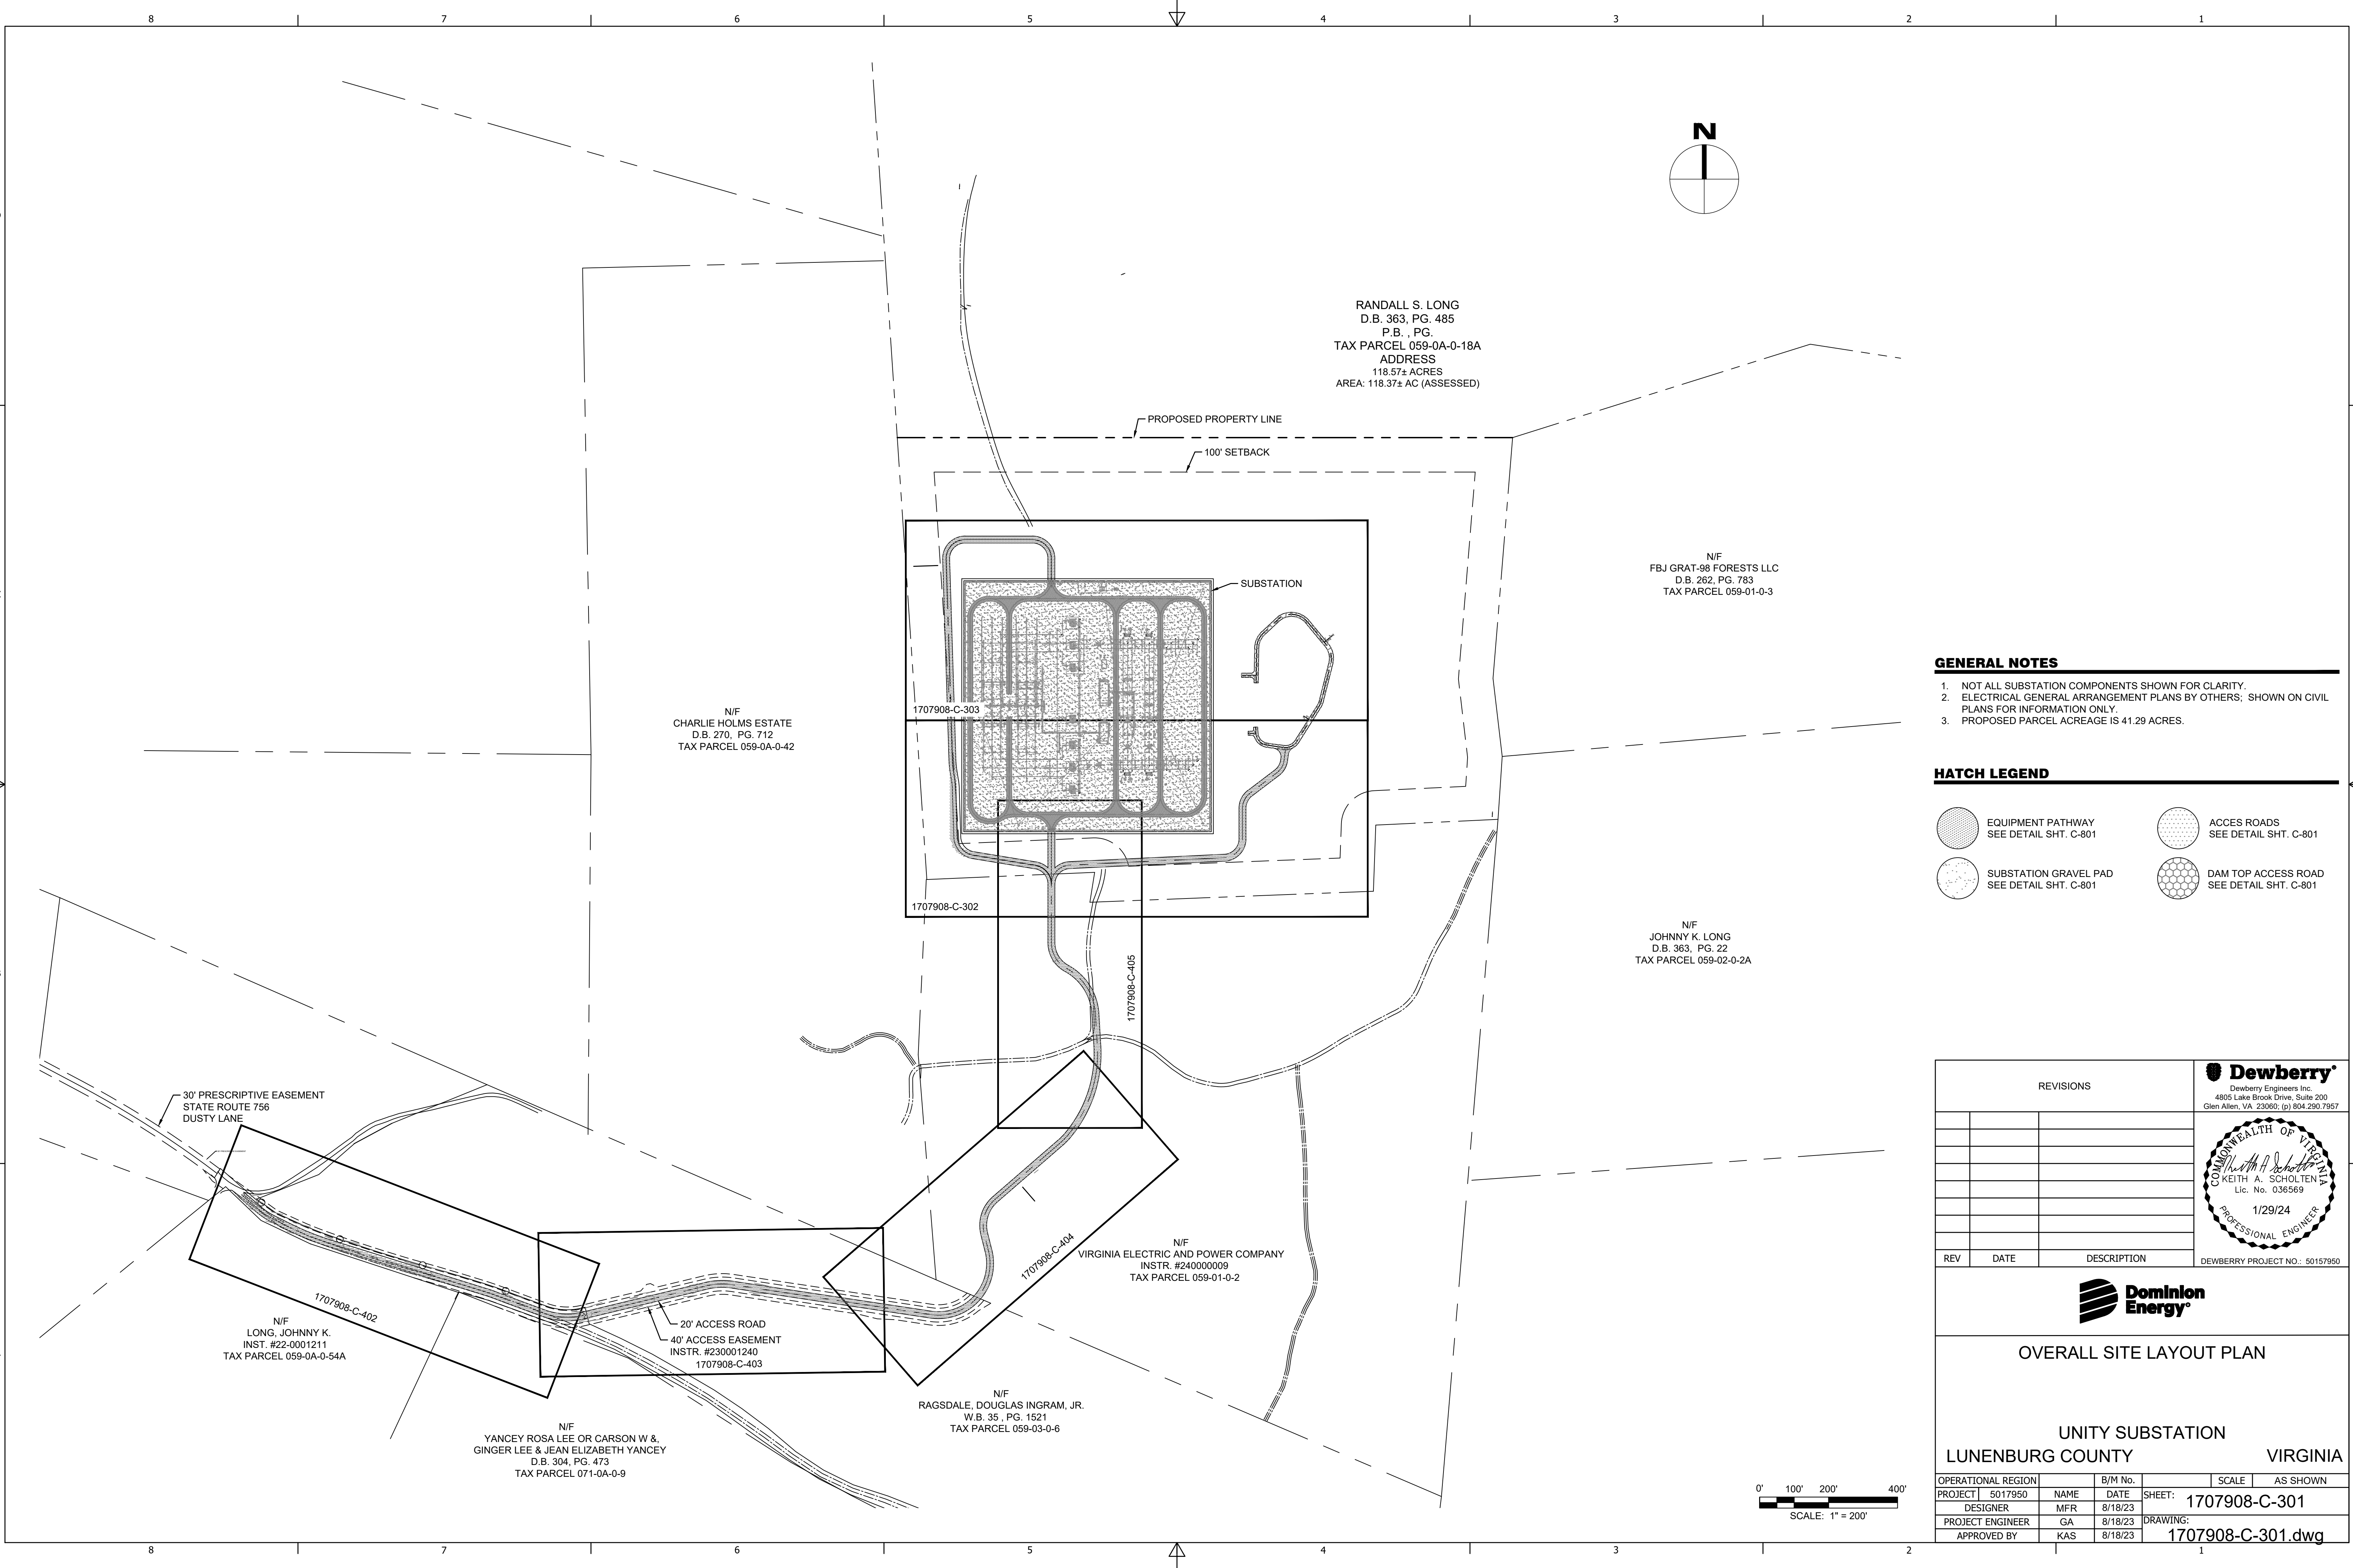 8 7 6 5 4 3 2 1
N
RANDALL S. LONG
D.B. 363, PG. 485
P.B. , PG.
TAX PARCEL 059-0A-0-18A
ADDRESS
118.57± ACRES
AREA: 118.37± AC (ASSESSED)
PROPOSED PROPERTY LINE
100' SETBACK
SUBSTATION
N/F
FBJ GRAT-98 FORESTS LLC
D.B. 262, PG. 783
TAX PARCEL 059-01-0-3
N/F
CHARLIE HOLMS ESTATE
D.B. 270, PG. 712
TAX PARCEL 059-0A-0-42
1707908-C-303
1707908-C-302
1707908-C-405
N/F
JOHNNY K. LONG
D.B. 363, PG. 22
TAX PARCEL 059-02-0-2A
30' PRESCRIPTIVE EASEMENT
STATE ROUTE 756
DUSTY LANE
1707908-C-402
N/F
LONG, JOHNNY K.
INST. #22-0001211
TAX PARCEL 059-0A-0-54A
20' ACCESS ROAD
40' ACCESS EASEMENT
INSTR. #230001240
1707908-C-403
1707908-C-404
N/F
VIRGINIA ELECTRIC AND POWER COMPANY
INSTR. #240000009
TAX PARCEL 059-01-0-2
N/F
RAGSDALE, DOUGLAS INGRAM, JR.
W.B. 35 , PG. 1521
TAX PARCEL 059-03-0-6
N/F
YANCEY ROSA LEE OR CARSON W &,
GINGER LEE & JEAN ELIZABETH YANCEY
D.B. 304, PG. 473
TAX PARCEL 071-0A-0-9
GENERAL NOTES
1. NOT ALL SUBSTATION COMPONENTS SHOWN FOR CLARITY.
2. ELECTRICAL GENERAL ARRANGEMENT PLANS BY OTHERS; SHOWN ON CIVIL
PLANS FOR INFORMATION ONLY.
3. PROPOSED PARCEL ACREAGE IS 41.29 ACRES.
HATCH LEGEND
EQUIPMENT PATHWAY
SEE DETAIL SHT. C-801
ACCES ROADS
SEE DETAIL SHT. C-801
SUBSTATION GRAVEL PAD
SEE DETAIL SHT. C-801
DAM TOP ACCESS ROAD
SEE DETAIL SHT. C-801
REVISIONS
REV DATE DESCRIPTION
Dewberry®
Dewberry Engineers Inc.
4805 Lake Brook Drive, Suite 200
Glen Allen, VA 23060; (p) 804.290.7957
COMMONWEALTH OF VIRGINIA
Keith A Scholten
KEITH A. SCHOLTEN
Lic. No. 036569
1/29/24
PROFESSIONAL ENGINEER
DEWBERRY PROJECT NO.: 50157950
Dominion
Energy®
OVERALL SITE LAYOUT PLAN
UNITY SUBSTATION
LUNENBURG COUNTY VIRGINIA
OPERATIONAL REGION B/M No. SCALE AS SHOWN
PROJECT 5017950 NAME DATE SHEET: 1707908-C-301
DESIGNER MFR 8/18/23
PROJECT ENGINEER GA 8/18/23 DRAWING:
APPROVED BY KAS 8/18/23 1707908-C-301.dwg
0' 100' 200' 400'
SCALE: 1" = 200'
8 7 6 5 4 3 2 1